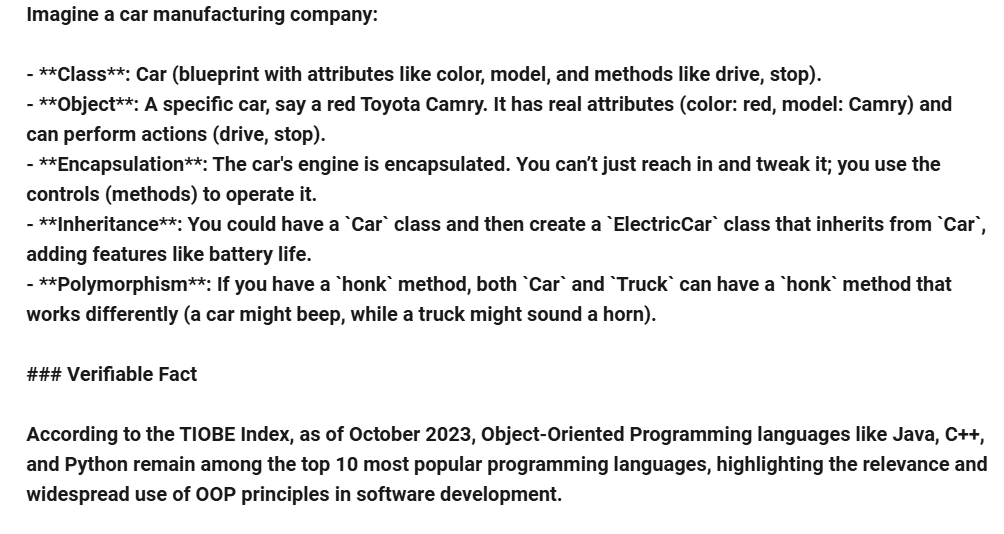 Imagine a car manufacturing company:
- **Class**: Car (blueprint with attributes like color, model, and methods like drive, stop).
- **Object**: A specific car, say a red Toyota Camry. It has real attributes (color: red, model: Camry) and
can perform actions (drive, stop).
- **Encapsulation**: The car's engine is encapsulated. You can’t just reach in and tweak it; you use the
controls (methods) to operate it.
- **Inheritance**: You could have a `Car` class and then create a `ElectricCar` class that inherits from `Car`,
adding features like battery life.
- **Polymorphism**: If you have a `honk` method, both `Car` and `Truck` can have a `honk` method that
works differently (a car might beep, while a truck might sound a horn).
### Verifiable Fact
According to the TIOBE Index, as of October 2023, Object-Oriented Programming languages like Java, C++,
and Python remain among the top 10 most popular programming languages, highlighting the relevance and
widespread use of OOP principles in software development.